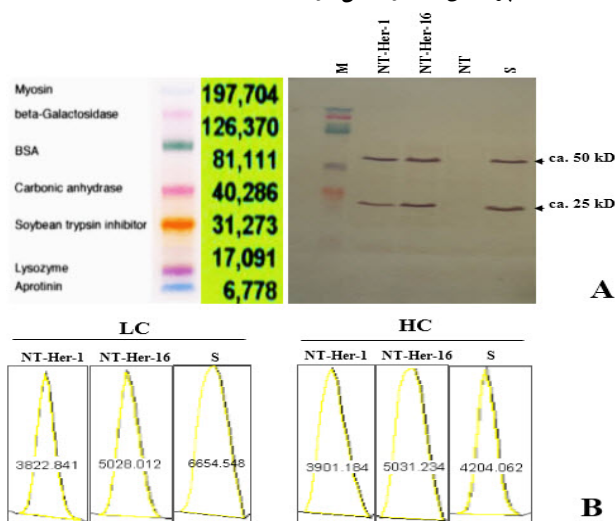 M
NT-Her-1
NT-Her-16
NT
S
Myosin
197,704
beta-Galactosidase
126,370
BSA
81,111
Carbonic anhydrase
40,286
Soybean trypsin inhibitor
31,273
17,091
Lysozyme
Aprotinin
6,778
ca. 50 kD
ca. 25 kD
A
LC
NT-Her-1
NT-Her-16
S
3822.841
5028.012
6654.548
HC
NT-Her-1
NT-Her-16
S
3901.184
5031.234
4204.062
B